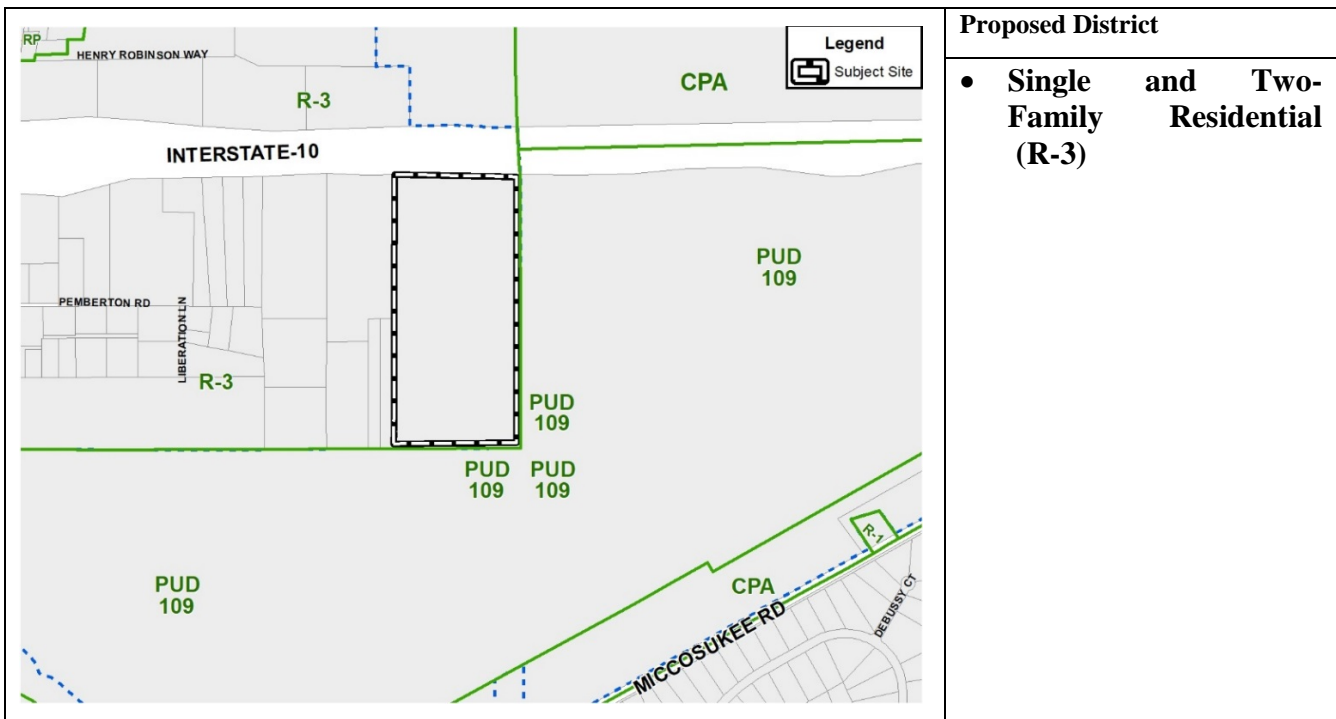 RP
HENRY ROBINSON WAY
R-3
CPA
Legend
Subject Site
INTERSTATE-10
PUD
109
PEMBERTON RD
LIBERATION LN
R-3
PUD
109
PUD
109
PUD
109
R-1
PUD
109
CPA
DEBUSSY CT
MICCOSUKEE RD
Proposed District
• Single and Two-
Family Residential
(R-3)